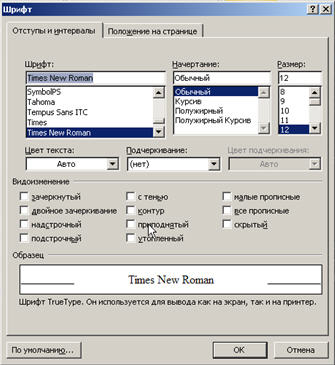 Шрифт
Отступы и интервалы Положение на странице
Шрифт: Начертание: Размер:
Times New Roman Обычный 12
SymbolPS Обычный 8
Tahoma Курсив 9
Tempus Sans ITC Полужирный 10
Times Полужирный Курсив 11
Times New Roman 12
Цвет текста: Подчеркивание: Цвет подчеркивания:
Авто (нет) Авто
Видоизменение
зачеркнутый с тенью малые прописные
двойное зачеркивание контур все прописные
надстрочный приподнятый скрытый
подстрочный утопленный
Образец
Times New Roman
Шрифт TrueType. Он используется для вывода как на экран, так и на принтер.
По умолчанию... ОК Отмена